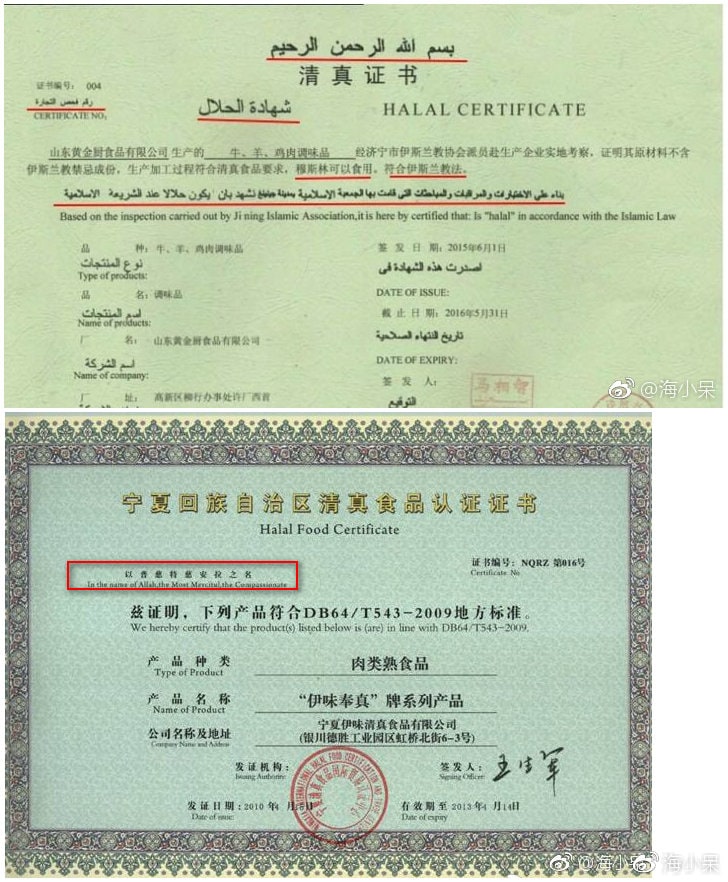 بسم الله الرحمن الرحيم
清真证书
证书编号: 004
رقم فحص التجارة
CERTIFICATE NO:
شهادة الحلال
HALAL CERTIFICATE
山东黄金厨食品有限公司 生产的 牛、羊、鸡肉调味品 经济宁市伊斯兰教协会派员赴生产企业实地考察，证明其原材料不含
伊斯兰教禁忌成份，生产加工过程符合清真食品要求，穆斯林可以食用。符合伊斯兰教法。
بناء على الاختبارات والمراقبات والمباحثات التي قامت بها الجمعية الإسلامية بمدينة جينينغ نشهد بان يكون حلالا عند الشريعة الاسلامية
Based on the inspection carried out by Ji ning Islamic Association,it is here by certified that: Is "halal" in accordance with the Islamic Law
品 种: 牛、羊、鸡肉调味品
نوع المنتجات
Type of products:
品 名: 调味品
اسم المنتجات
Name of products:
厂 名: 山东黄金厨食品有限公司
اسم الشركة
Name of company:
厂 址: 高新区柳行办事处许厂西首
签 发 日 期: 2015年6月1日
اصدرت هذه الشهادة فى
DATE OF ISSUE:
截 止 日 期: 2016年5月31日
تاريخ انتهاء الصلاحية
DATE OF EXPIRY:
签 发 人:
التوقيع
@海小呆
宁夏回族自治区清真食品认证证书
Halal Food Certificate
以普慈特慈安拉之名
In the name of Allah,the Most Merciful,the Compassionate
证书编号: NQRZ 第016号
Certificate No
兹证明，下列产品符合DB64/T543-2009地方标准。
We hereby certify that the product(s) listed below is (are) in line with DB64/T543-2009.
产品种类 肉类熟食品
Type of Product
产品名称 “伊味奉真”牌系列产品
Name of Product
公司名称及地址 宁夏伊味清真食品有限公司
Company Name and Address (银川德胜工业园区虹桥北街6-3号)
发证机构:
Issuing Authority:
签发人: 王生军
Signing Officer:
发证日期: 2010年4月15日
Date of issue:
有效期至 2013年4月14日
Date of expiry
@海小呆
海小呆